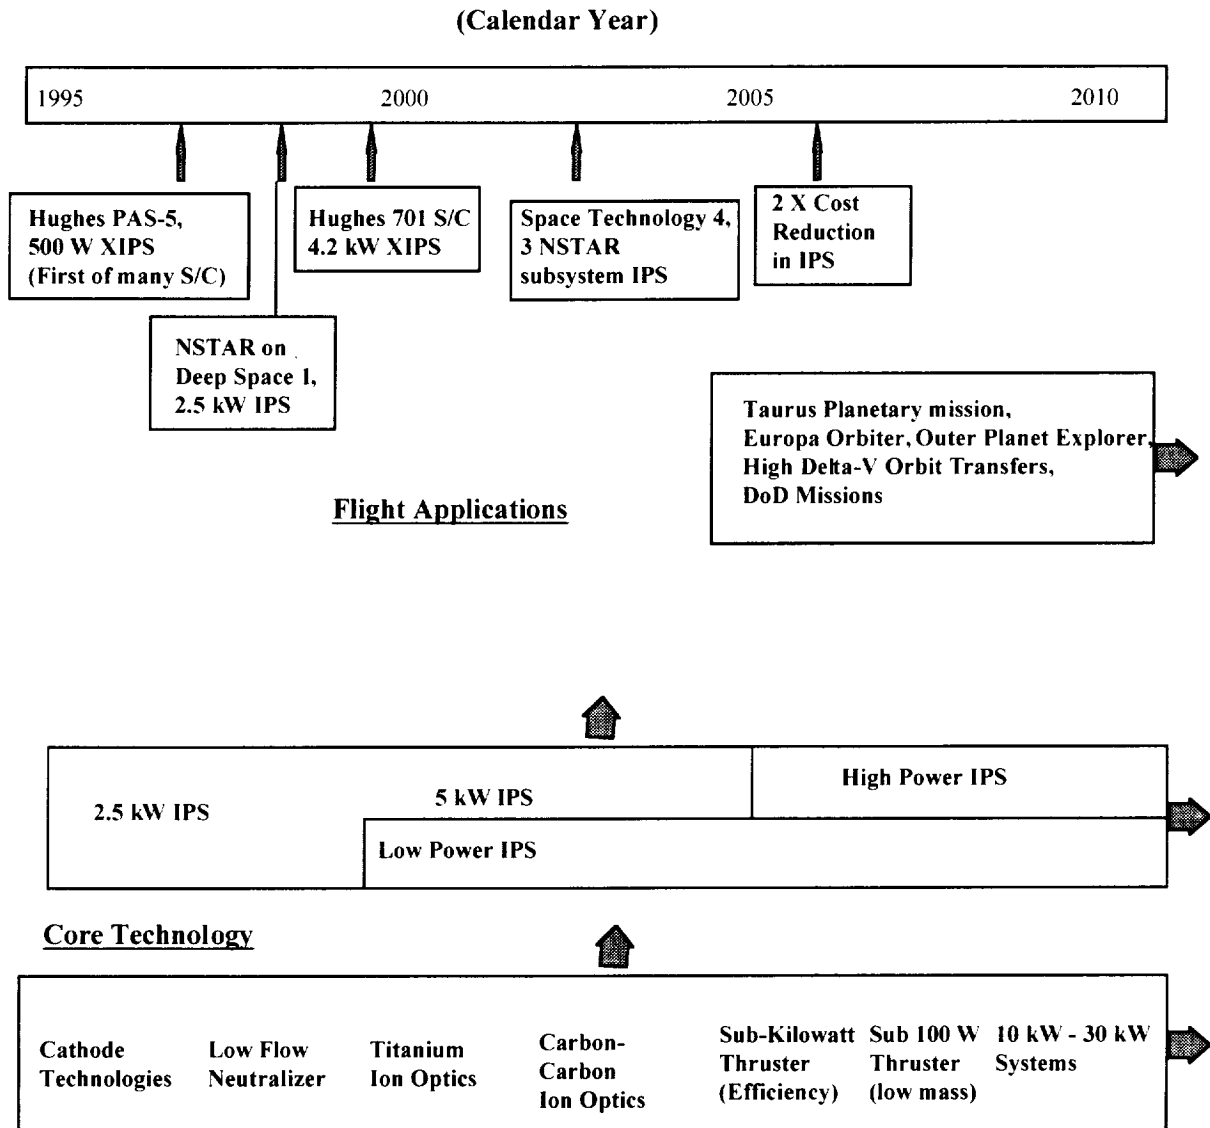 (Calendar Year)
1995 2000 2005 2010
Hughes PAS-5,
500 W XIPS
(First of many S/C)
Hughes 701 S/C
4.2 kW XIPS
Space Technology 4,
3 NSTAR
subsystem IPS
2 X Cost
Reduction
in IPS
NSTAR on
Deep Space 1,
2.5 kW IPS
Taurus Planetary mission,
Europa Orbiter, Outer Planet Explorer,
High Delta-V Orbit Transfers,
DoD Missions
Flight Applications
2.5 kW IPS
5 kW IPS
High Power IPS
Low Power IPS
Core Technology
Cathode
Technologies
Low Flow
Neutralizer
Titanium
Ion Optics
Carbon-
Carbon
Ion Optics
Sub-Kilowatt
Thruster
(Efficiency)
Sub 100 W
Thruster
(low mass)
10 kW - 30 kW
Systems